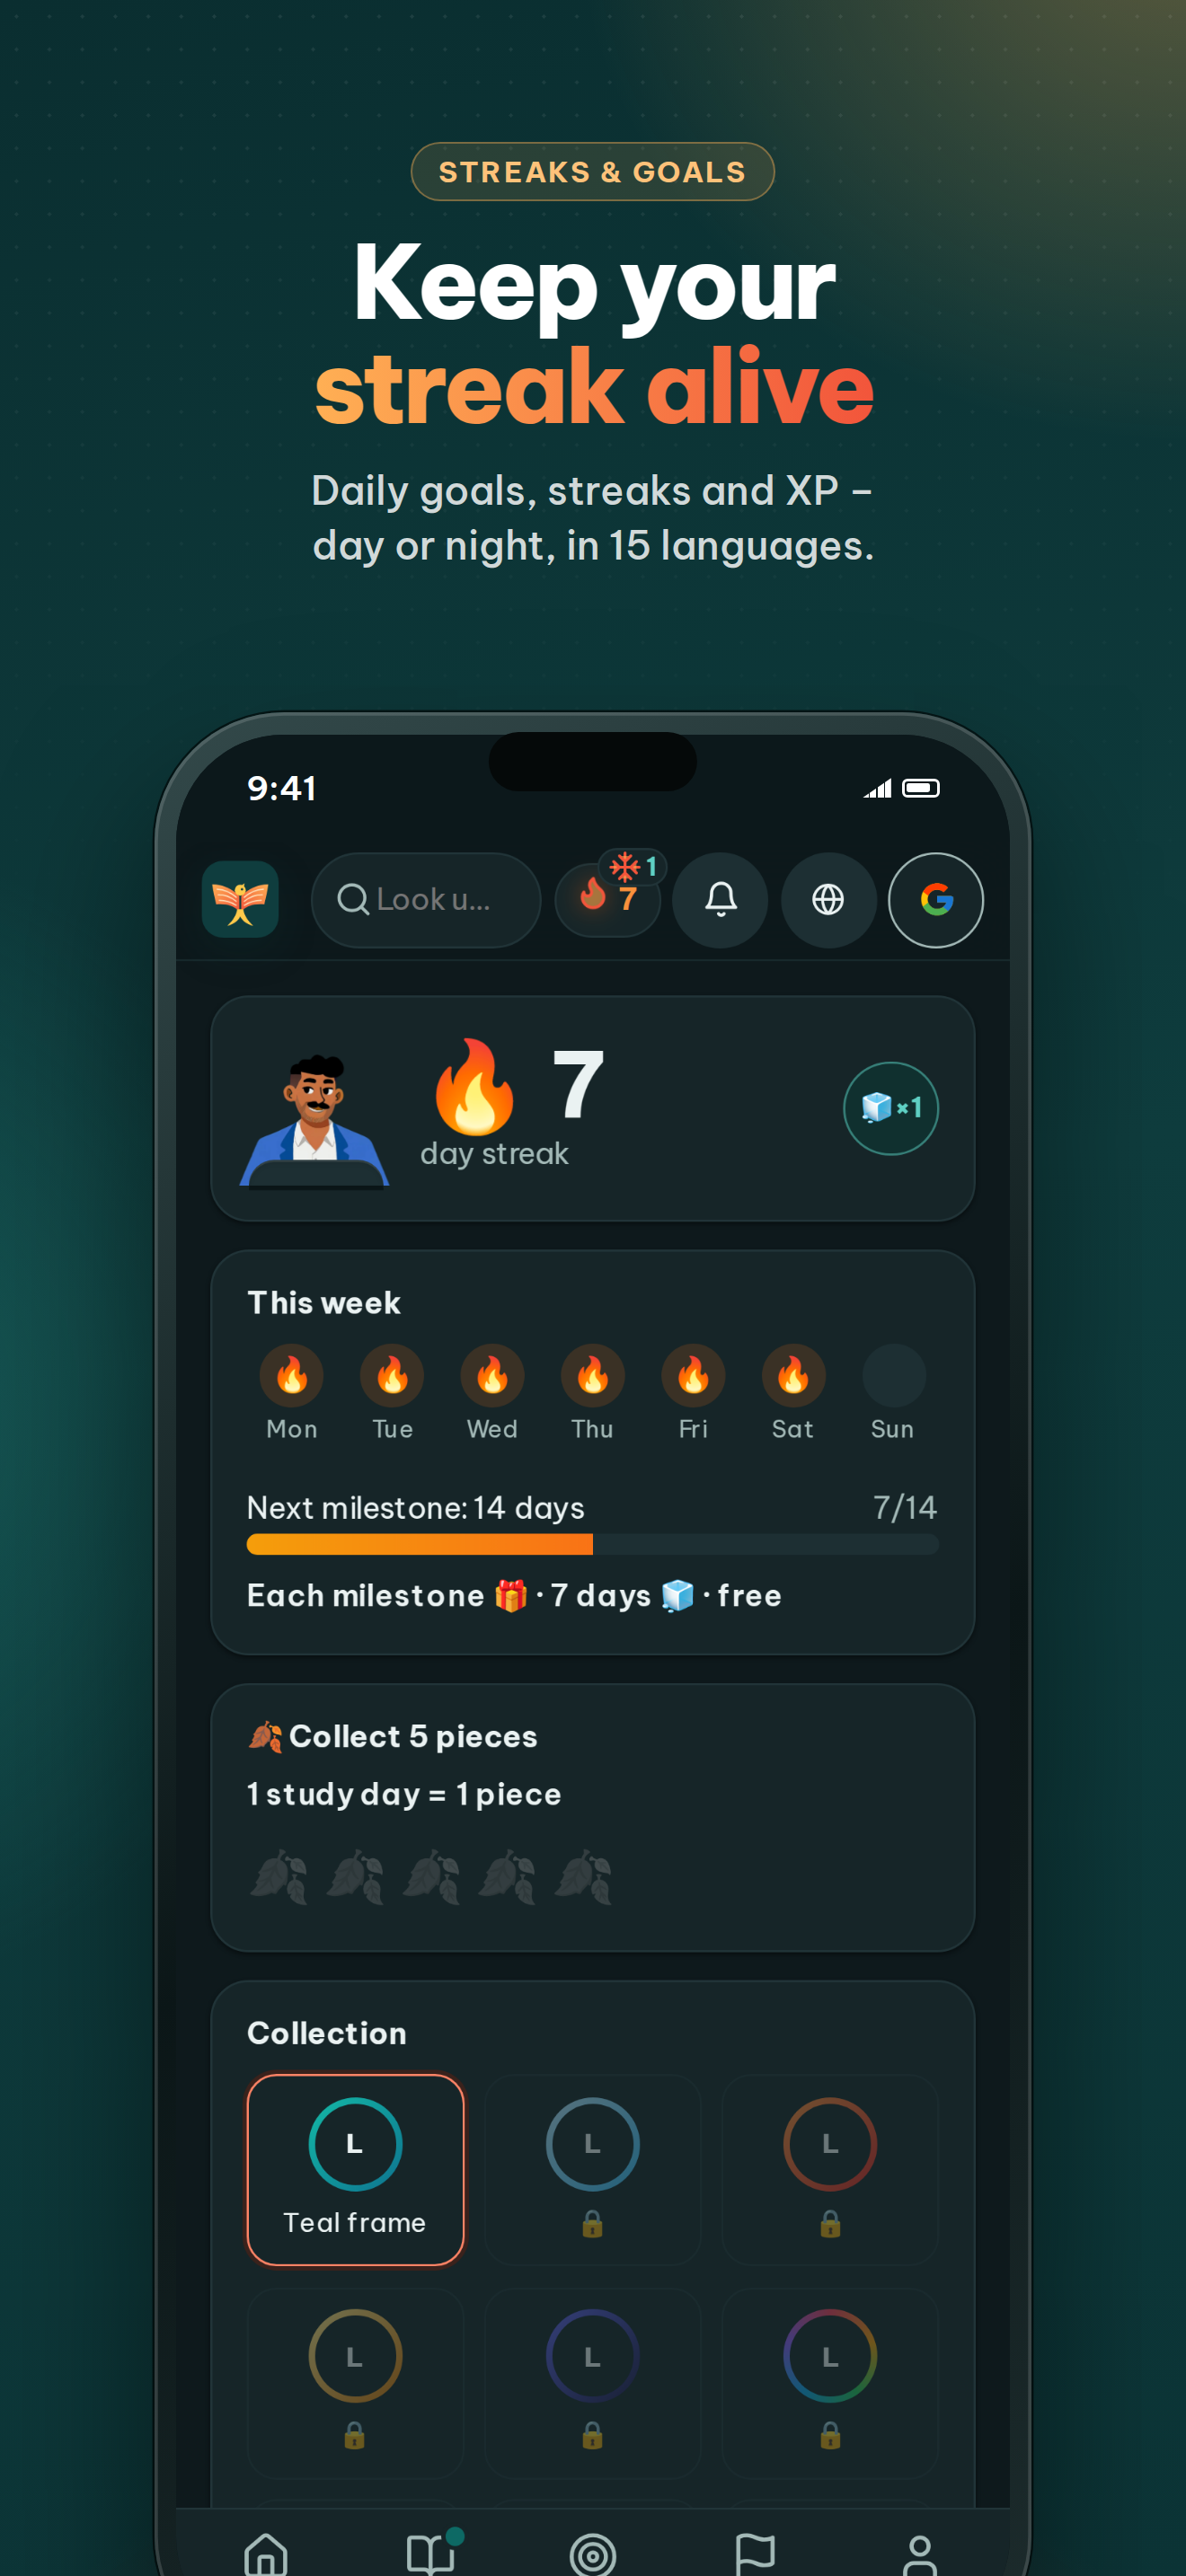 STREAKS & GOALS
Keep your
streak alive
Daily goals, streaks and XP –
day or night, in 15 languages.
9:41
Look u...
1
7
7
day streak
×1
This week
Mon Tue Wed Thu Fri Sat Sun
Next milestone: 14 days 7/14
Each milestone 🎁 · 7 days 🧊 · free
🍂 Collect 5 pieces
1 study day = 1 piece
Collection
L L L
Teal frame
L L L